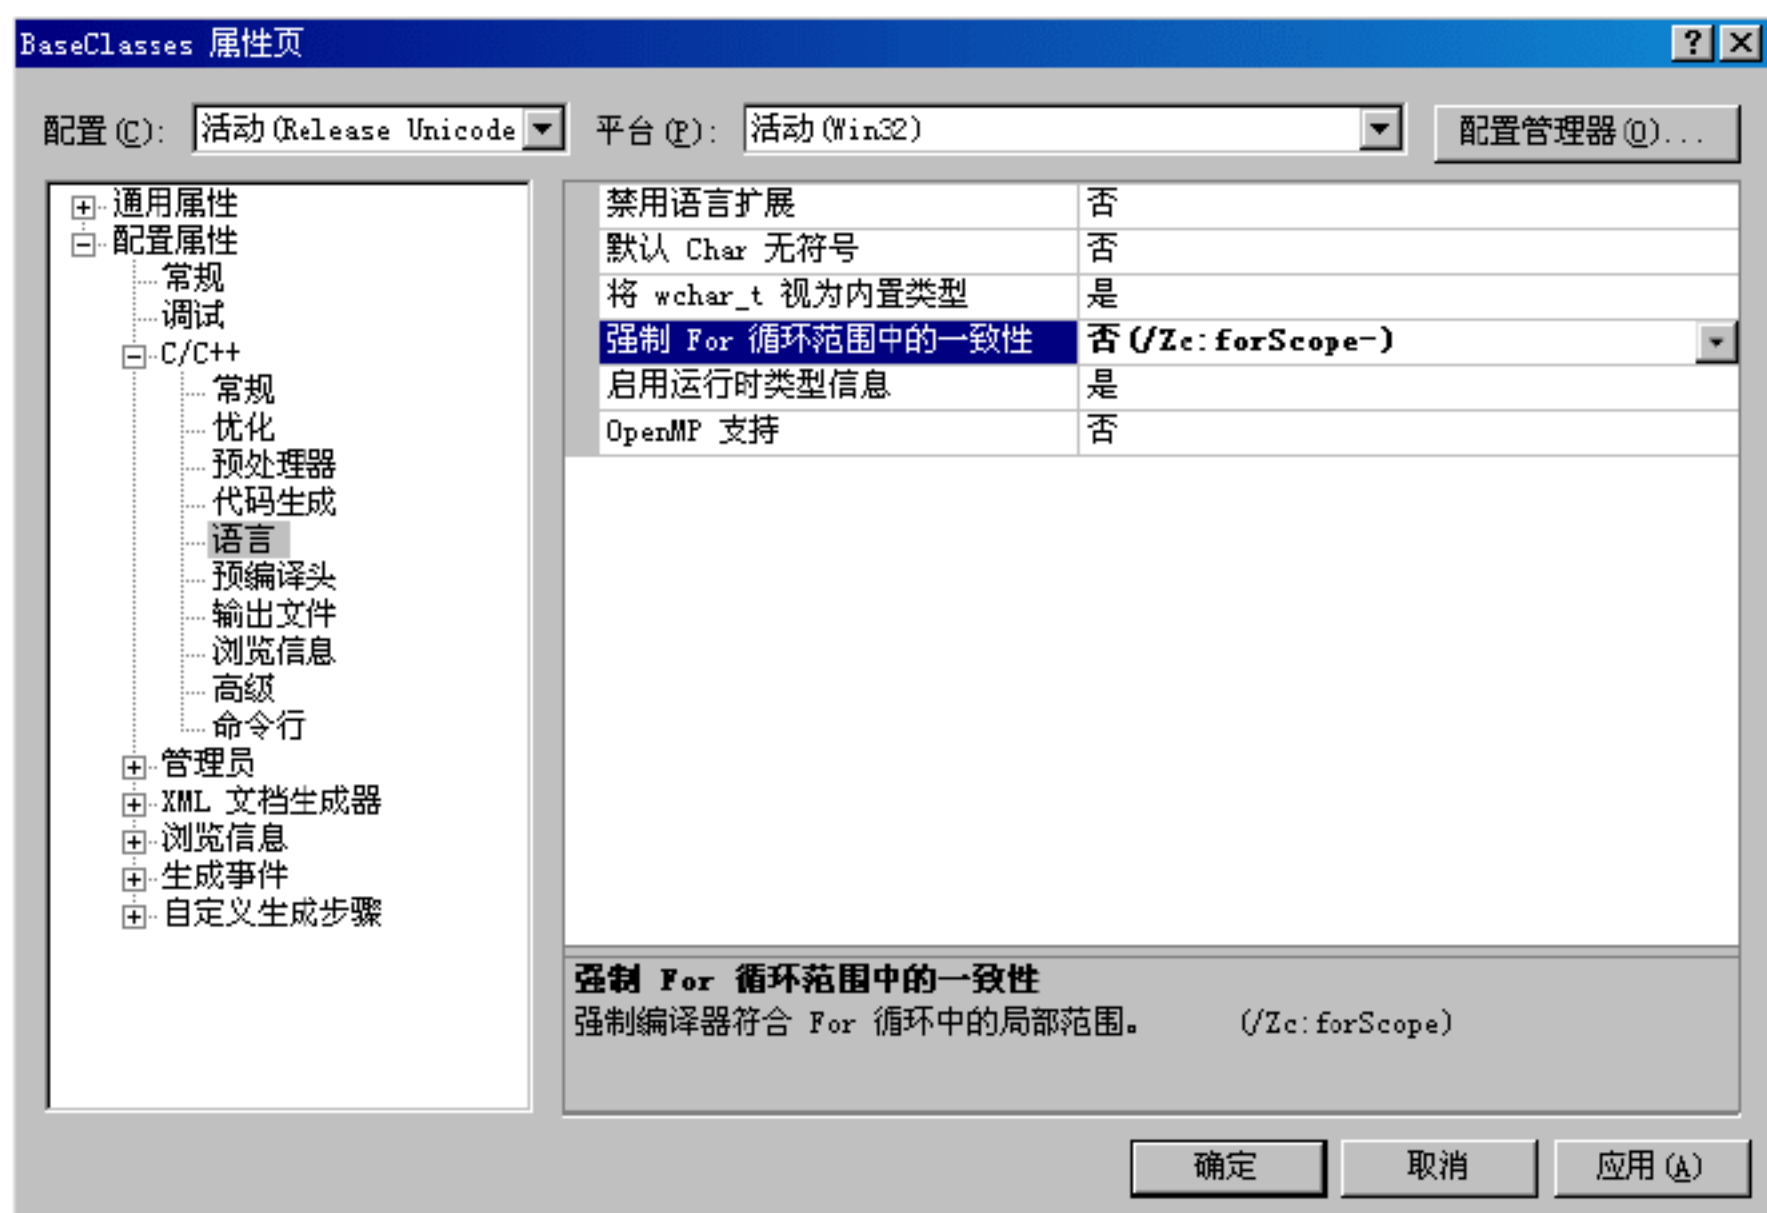 BaseClasses 属性页
配置(C): 活动(Release Unicode 平台(P): 活动(Win32) 配置管理器(O)...
通用属性
配置属性
常规
调试
C/C++
常规
优化
预处理器
代码生成
语言
预编译头
输出文件
浏览信息
高级
命令行
管理员
XML 文档生成器
浏览信息
生成事件
自定义生成步骤
禁用语言扩展 否
默认 Char 无符号 否
将 wchar_t 视为内置类型 是
强制 For 循环范围中的一致性 否(/Zc:forScope-)
启用运行时类型信息 是
OpenMP 支持 否
强制 For 循环范围中的一致性
强制编译器符合 For 循环中的局部范围。 (/Zc:forScope)
确定 取消 应用(A)